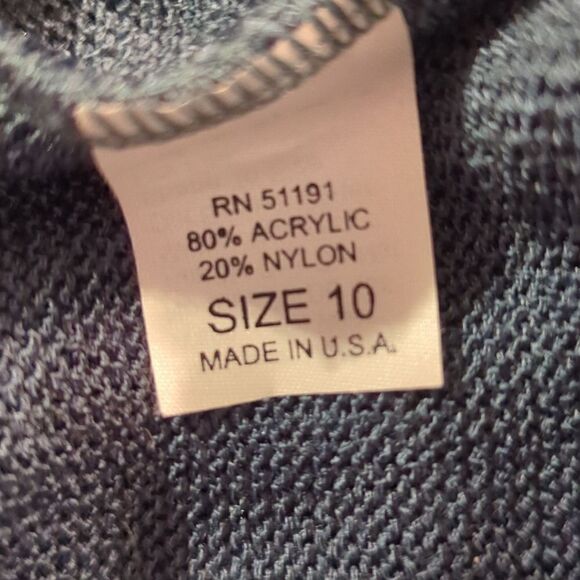 RN 51191
80% ACRYLIC
20% NYLON
SIZE 10
MADE IN U.S.A.